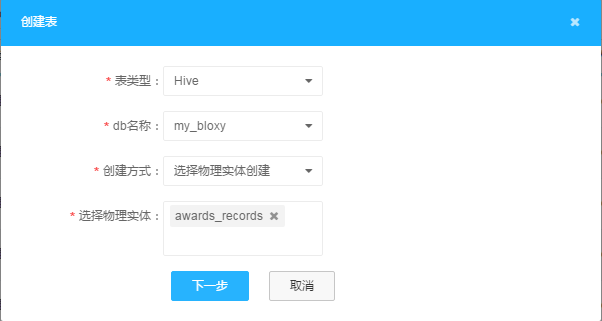 创建表
* 表类型： Hive
* db名称： my_bloxy
* 创建方式： 选择物理实体创建
* 选择物理实体： awards_records ✖
下一步 取消